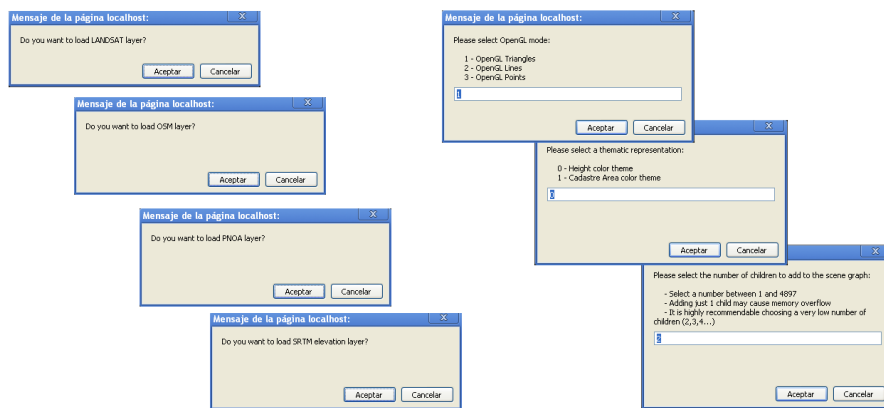 Mensaje de la página localhost:
X
Do you want to load LANDSAT layer?
Aceptar
Cancelar
Mensaje de la página localhost:
X
Do you want to load OSM layer?
Aceptar
Cancelar
Mensaje de la página localhost:
X
Do you want to load PNOA layer?
Aceptar
Cancelar
Mensaje de la página localhost:
X
Do you want to load SRTM elevation layer?
Aceptar
Cancelar
Mensaje de la página localhost:
X
Please select OpenGL mode:
1 - OpenGL Triangles
2 - OpenGL Lines
3 - OpenGL Points
1
Aceptar
Cancelar
X
Please select a thematic representation:
0 - Height color theme
1 - Cadastre Area color theme
0
Aceptar
Cancelar
X
Please select the number of children to add to the scene graph:
- Select a number between 1 and 4897
- Adding just 1 child may cause memory overflow
- It is highly recommendable choosing a very low number of
children (2,3,4...)
2
Aceptar
Cancelar